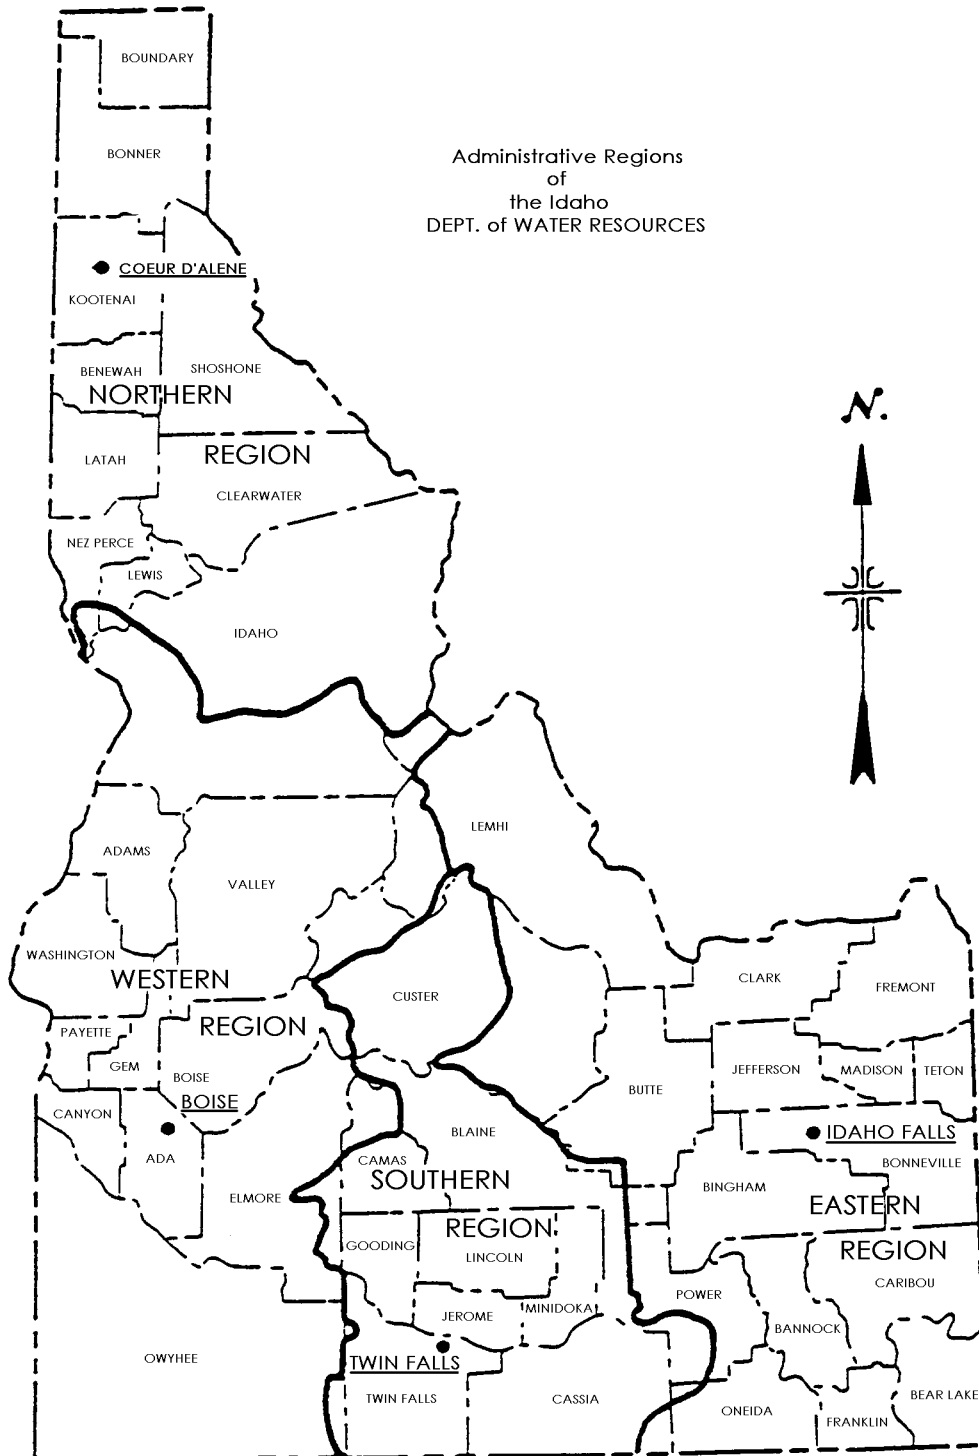 BOUNDARY
BONNER
Administrative Regions
of
the Idaho
DEPT. of WATER RESOURCES
COEUR D'ALENE
KOOTENAI
BENEWAH
SHOSHONE
NORTHERN
REGION
LATAH
CLEARWATER
N.
NEZ PERCE
LEWIS
IDAHO
LEMHI
ADAMS
VALLEY
WASHINGTON
WESTERN
REGION
CUSTER
CLARK
FREMONT
PAYETTE
GEM
BOISE
BOISE
BUTTE
JEFFERSON
MADISON
TETON
CANYON
ADA
BLAINE
IDAHO FALLS
BONNEVILLE
CAMAS
SOUTHERN
REGION
ELMORE
BINGHAM
EASTERN
REGION
GOODING
LINCOLN
CARIBOU
POWER
JEROME
MINIDOKA
BANNOCK
OWYHEE
TWIN FALLS
TWIN FALLS
CASSIA
ONEIDA
FRANKLIN
BEAR LAKE